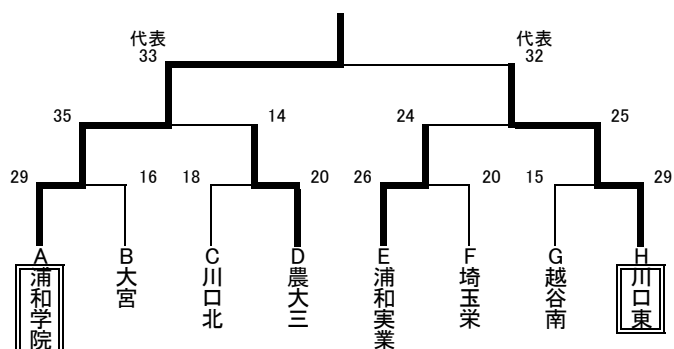 代表
33
代表
32
35
14
24
25
29
16
18
20
26
20
15
29
A
浦和学院
B
大宮
C
川口北
D
農大三
E
浦和実業
F
埼玉栄
G
越谷南
H
川口東